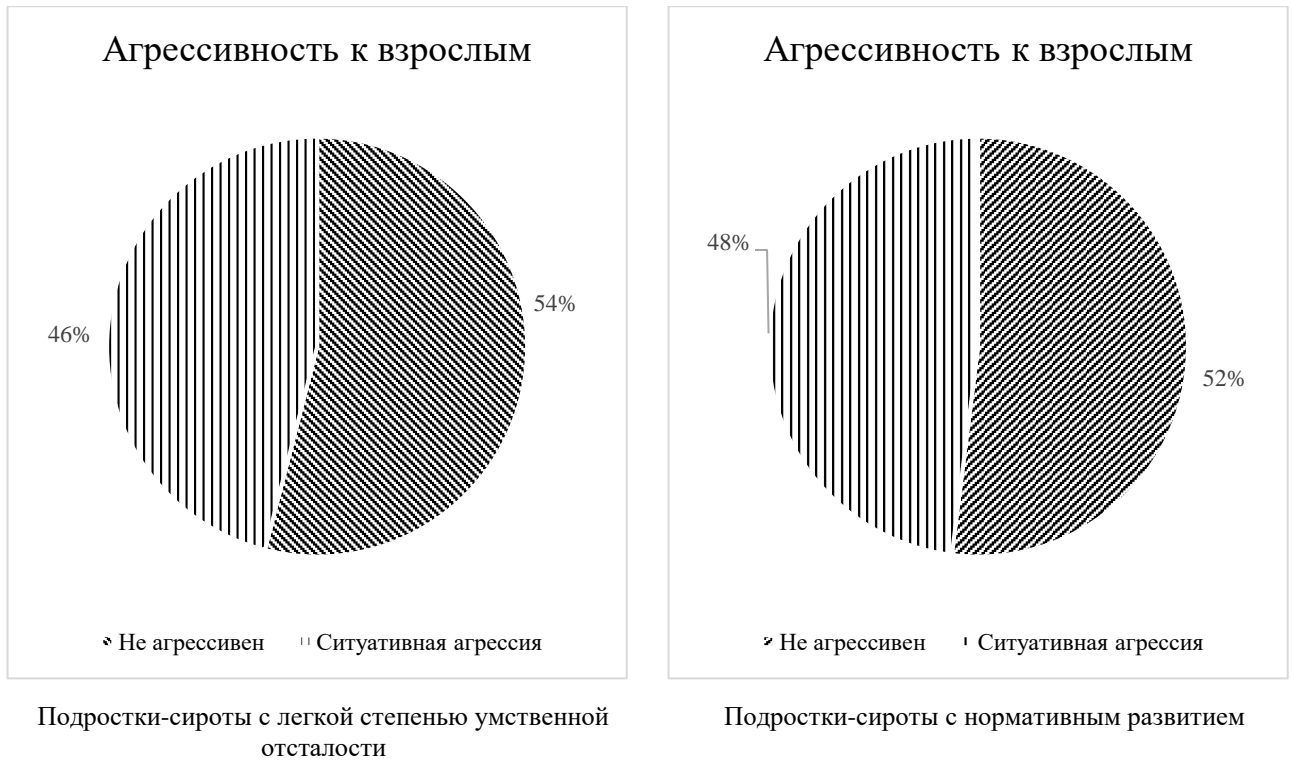 Агрессивность к взрослым
46%
54%
Не агрессивен
Ситуативная агрессия
Подростки-сироты с легкой степенью умственной
отсталости
Агрессивность к взрослым
48%
52%
Не агрессивен
Ситуативная агрессия
Подростки-сироты с нормативным развитием